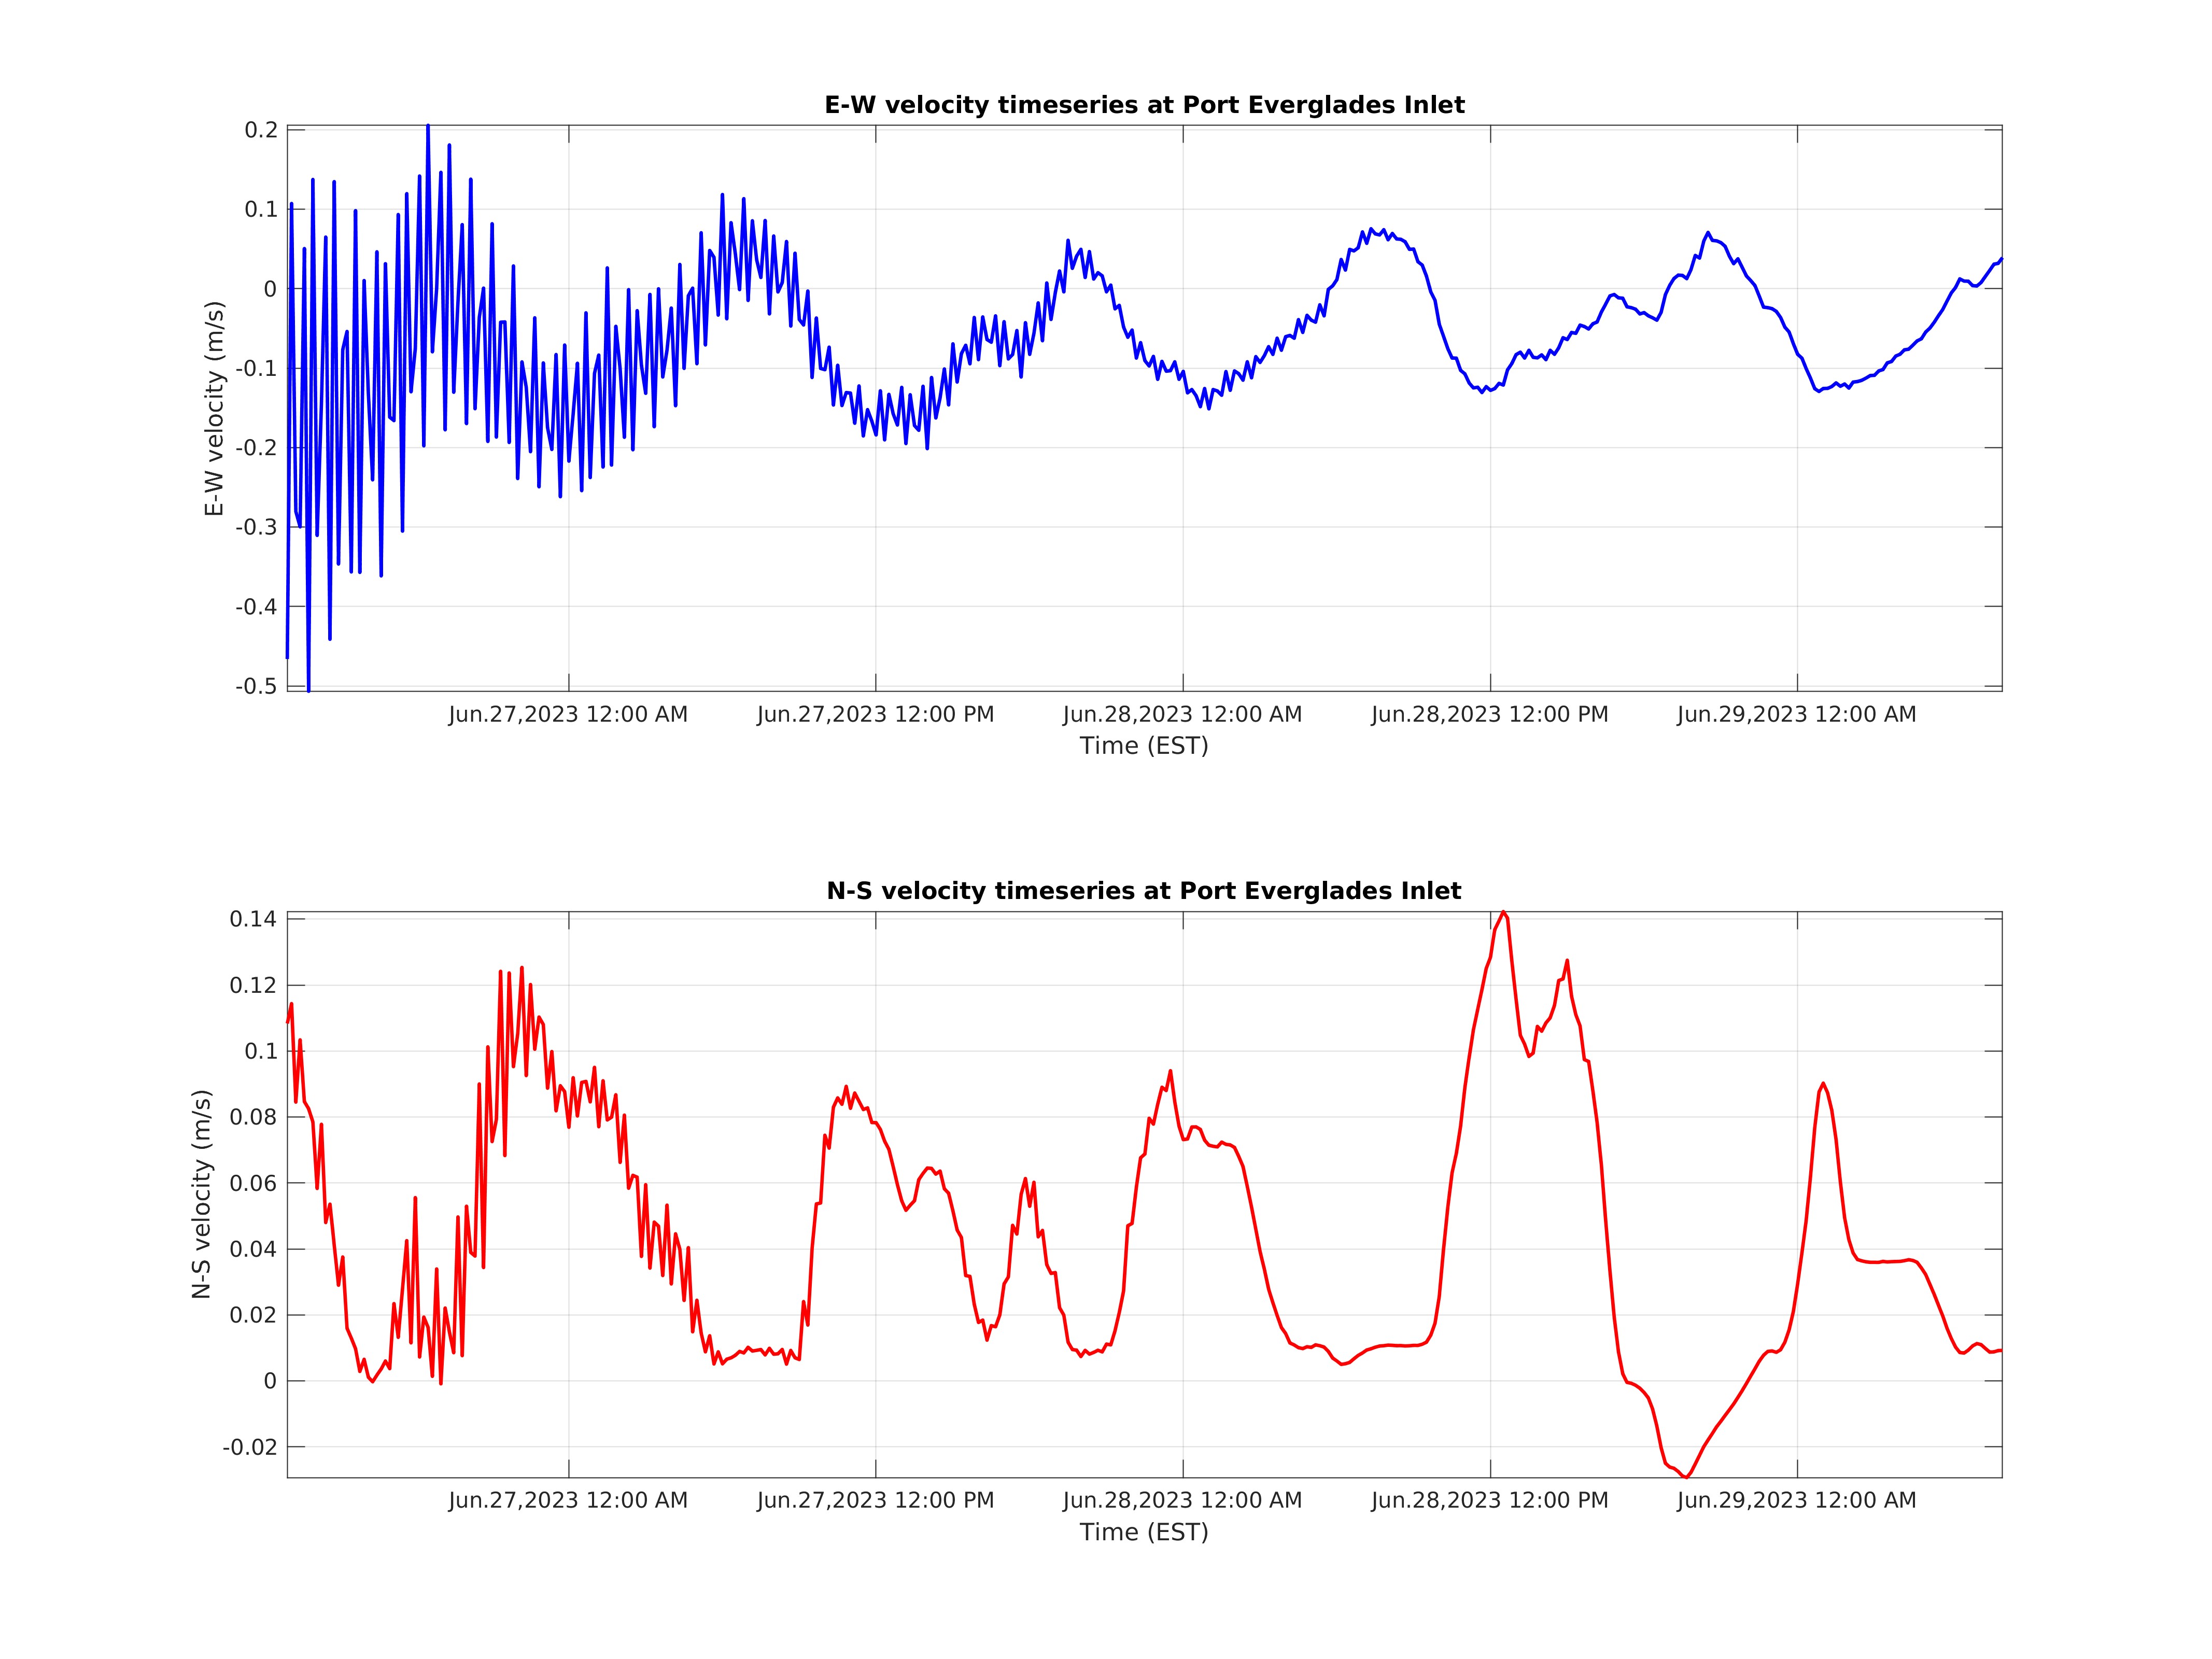 E-W velocity timeseries at Port Everglades Inlet
0.2
0.1
0
-0.1
-0.2
-0.3
-0.4
-0.5
E-W velocity (m/s)
Jun.27,2023 12:00 AM Jun.27,2023 12:00 PM Jun.28,2023 12:00 AM Jun.28,2023 12:00 PM Jun.29,2023 12:00 AM
Time (EST)
N-S velocity timeseries at Port Everglades Inlet
0.14
0.12
0.1
0.08
0.06
0.04
0.02
0
-0.02
N-S velocity (m/s)
Jun.27,2023 12:00 AM Jun.27,2023 12:00 PM Jun.28,2023 12:00 AM Jun.28,2023 12:00 PM Jun.29,2023 12:00 AM
Time (EST)